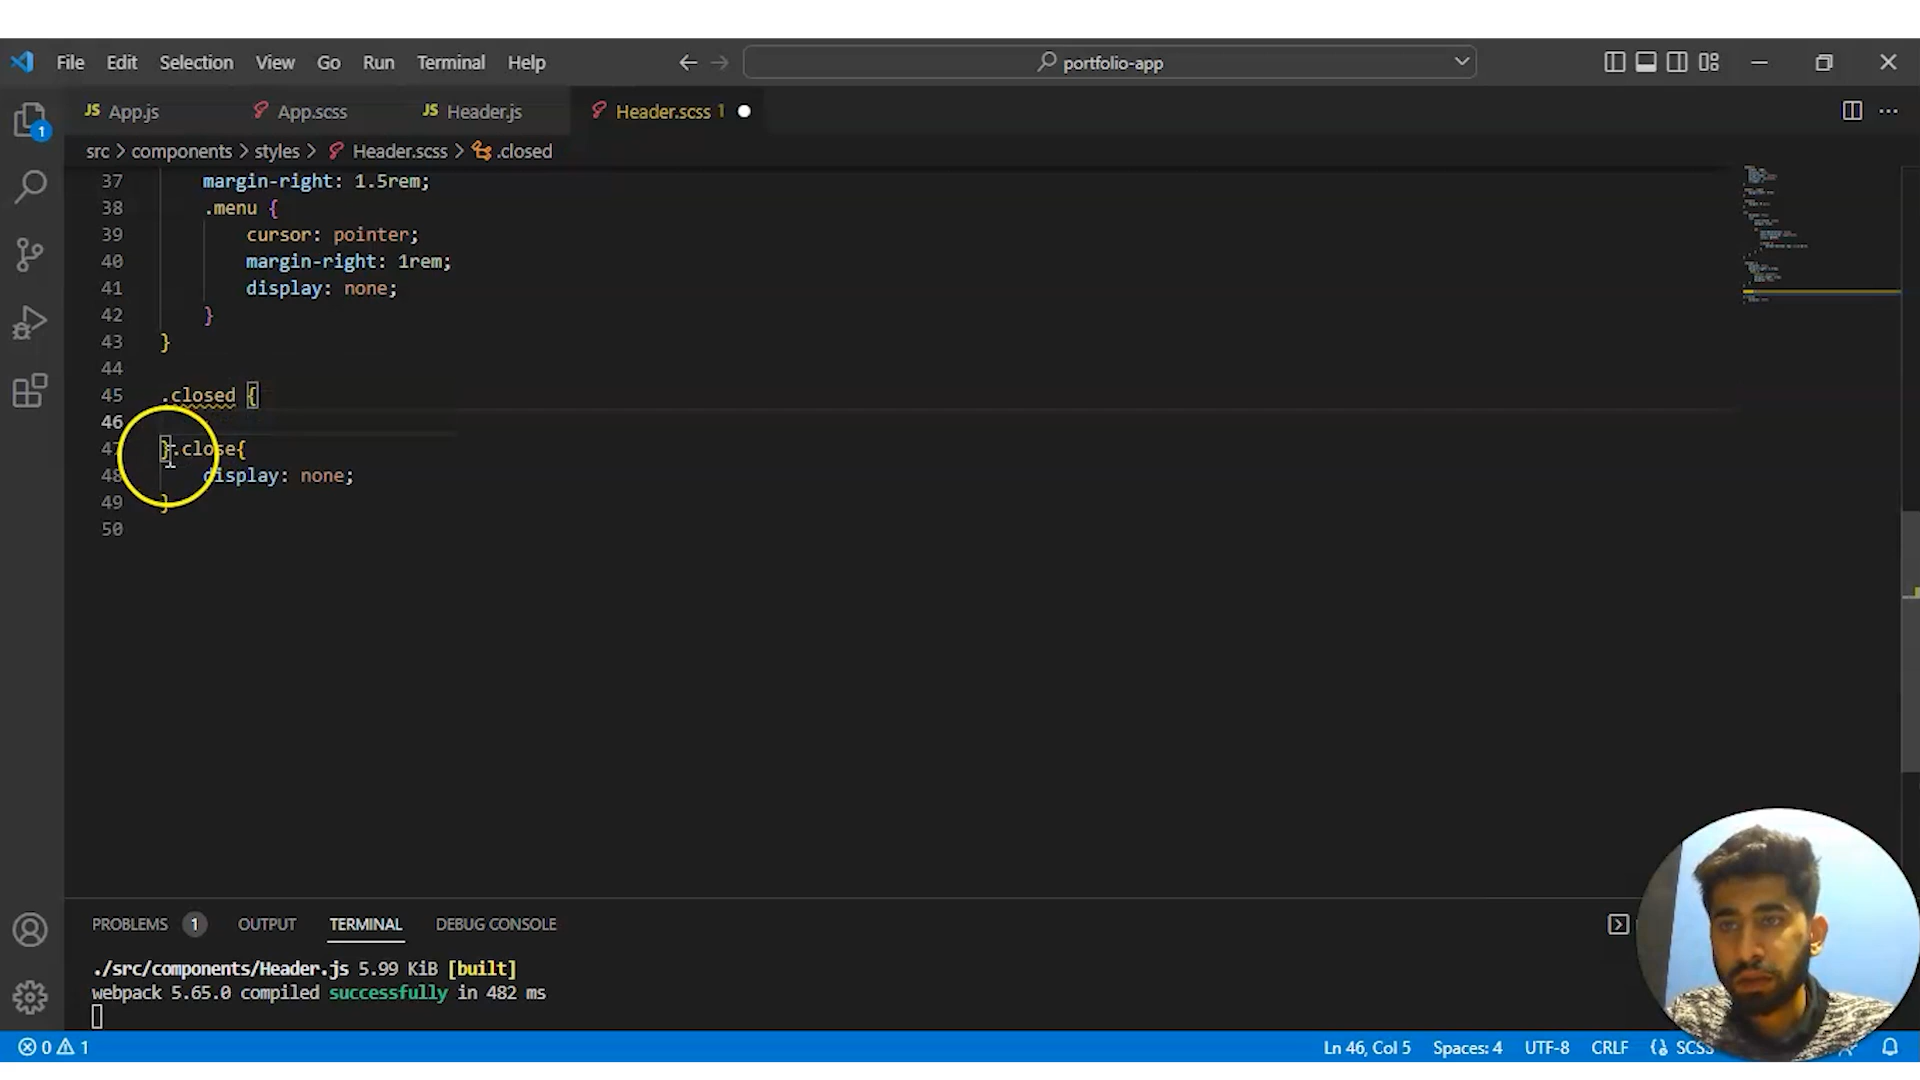 File Edit Selection View Go Run Terminal Help portfolio-app
JS App.js App.scss JS Header.js Header.scss 1
src > components > styles > Header.scss > .closed
1
37 margin-right: 1.5rem;
38 .menu {
39 cursor: pointer;
40 margin-right: 1rem;
41 display: none;
42 }
43 }
44
45 .closed {
46
47 }.close{
48 display: none;
49 }
50
PROBLEMS 1 OUTPUT TERMINAL DEBUG CONSOLE
./src/components/Header.js 5.99 KiB [built]
webpack 5.65.0 compiled successfully in 482 ms
0 1 Ln 46, Col 5 Spaces: 4 UTF-8 CRLF SCSS